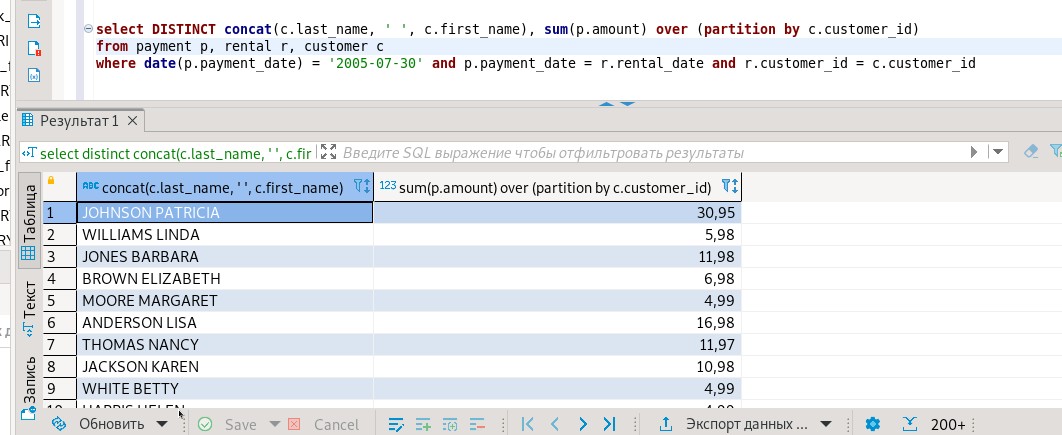 select DISTINCT concat(c.last_name, ' ', c.first_name), sum(p.amount) over (partition by c.customer_id)
from payment p, rental r, customer c
where date(p.payment_date) = '2005-07-30' and p.payment_date = r.rental_date and r.customer_id = c.customer_id
Результат 1
select distinct concat(c.last_name, ' ', c.fir
Введите SQL выражение чтобы отфильтровать результаты
Таблица
Текст
Запись
ABC concat(c.last_name, ' ', c.first_name) 123 sum(p.amount) over (partition by c.customer_id)
1 JOHNSON PATRICIA 30,95
2 WILLIAMS LINDA 5,98
3 JONES BARBARA 11,98
4 BROWN ELIZABETH 6,98
5 MOORE MARGARET 4,99
6 ANDERSON LISA 16,98
7 THOMAS NANCY 11,97
8 JACKSON KAREN 10,98
9 WHITE BETTY 4,99
Обновить Save Cancel Экспорт данных ... 200+